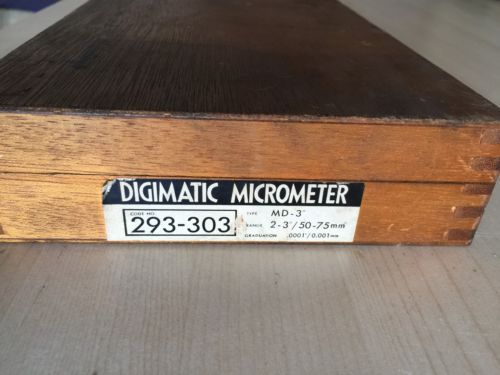 DIGIMATIC MICROMETER
CODE NO. 293-303 TYPE MD-3"
RANGE 2-3"/50-75mm
GRADUATION .0001"/0.001mm